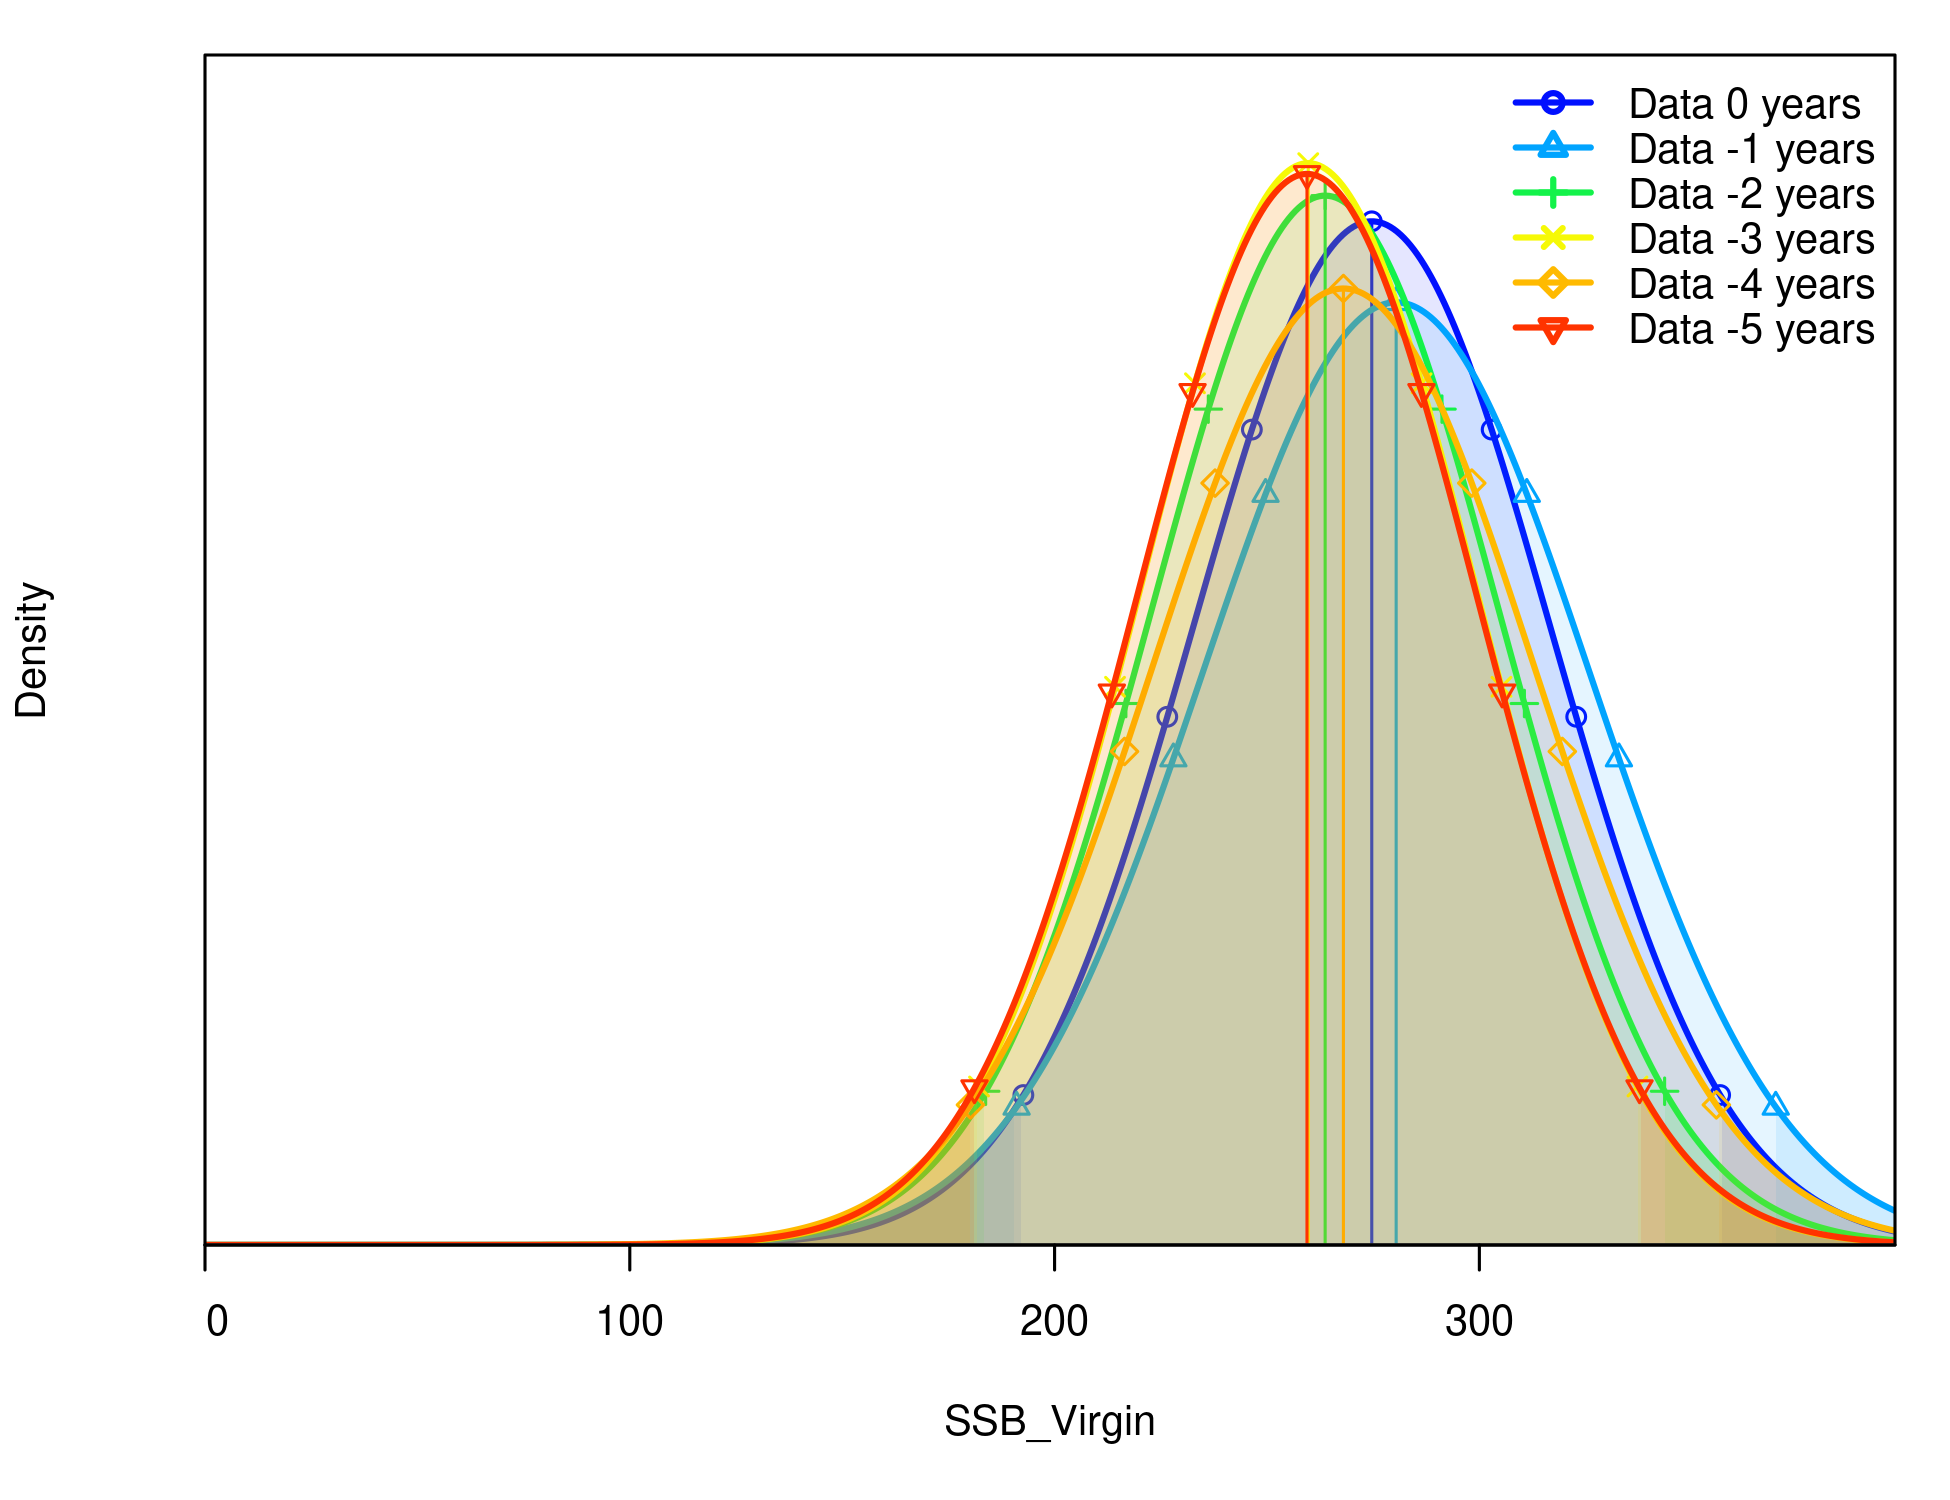 Data 0 years
Data -1 years
Data -2 years
Data -3 years
Data -4 years
Data -5 years
Density
0 100 200 300
SSB_Virgin